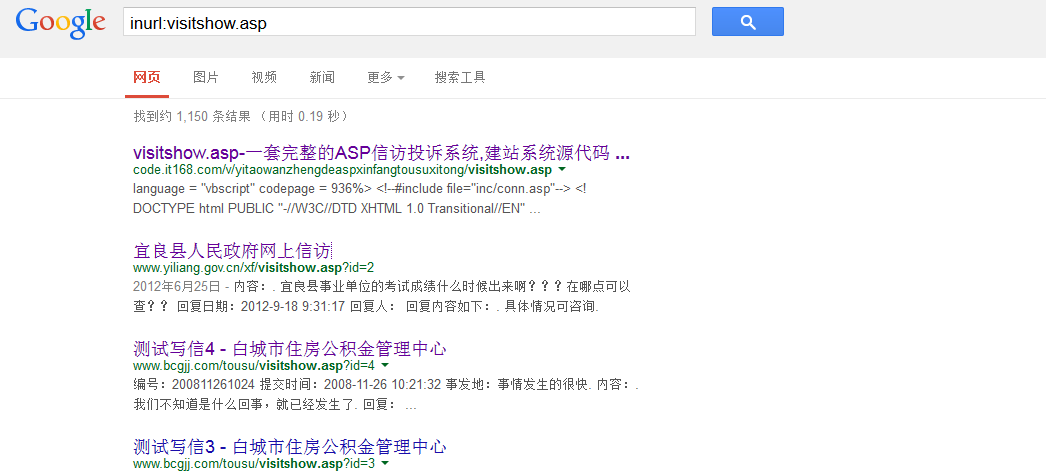 Google inurl:visitshow.asp
网页 图片 视频 新闻 更多 搜索工具
找到约 1,150 条结果 （用时 0.19 秒）
visitshow.asp-一套完整的ASP信访投诉系统,建站系统源代码 ...
code.it168.com/v/yitaowanzhengdeaspxinfangtousuxitong/visitshow.asp
language = "vbscript" codepage = 936%> <!--#include file="inc/conn.asp"--> <!
DOCTYPE html PUBLIC "-//W3C//DTD XHTML 1.0 Transitional//EN" ...
宜良县人民政府网上信访
www.yiliang.gov.cn/xf/visitshow.asp?id=2
2012年6月25日 - 内容：. 宜良县事业单位的考试成绩什么时候出来啊？？？在哪点可以
查？？ 回复日期：2012-9-18 9:31:17 回复人： 回复内容如下：. 具体情况可咨询.
测试写信4 - 白城市住房公积金管理中心
www.bcgjj.com/tousu/visitshow.asp?id=4
编号：200811261024 提交时间：2008-11-26 10:21:32 事发地：事情发生的很快. 内容：.
我们不知道是什么回事，就已经发生了. 回复： ...
测试写信3 - 白城市住房公积金管理中心
www.bcgjj.com/tousu/visitshow.asp?id=3